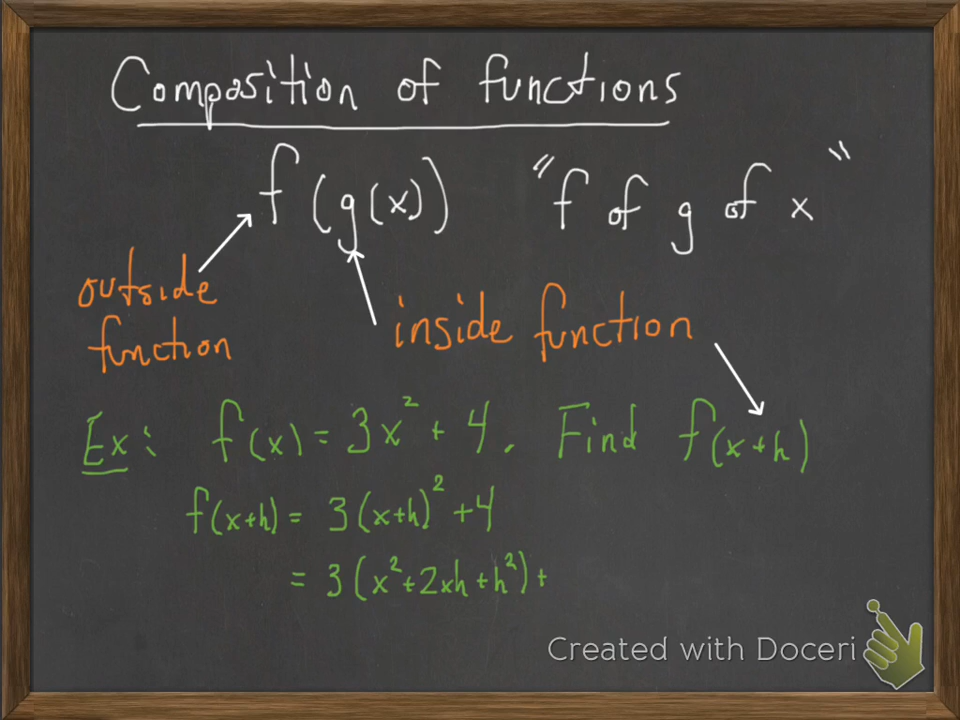 Composition of functions
f(g(x)) "f of g of x"
outside
function
inside function
Ex: f(x) = 3x² + 4. Find f(x+h)
f(x+h) = 3(x+h)² + 4
= 3(x² + 2xh + h²) +
Created with Doceri